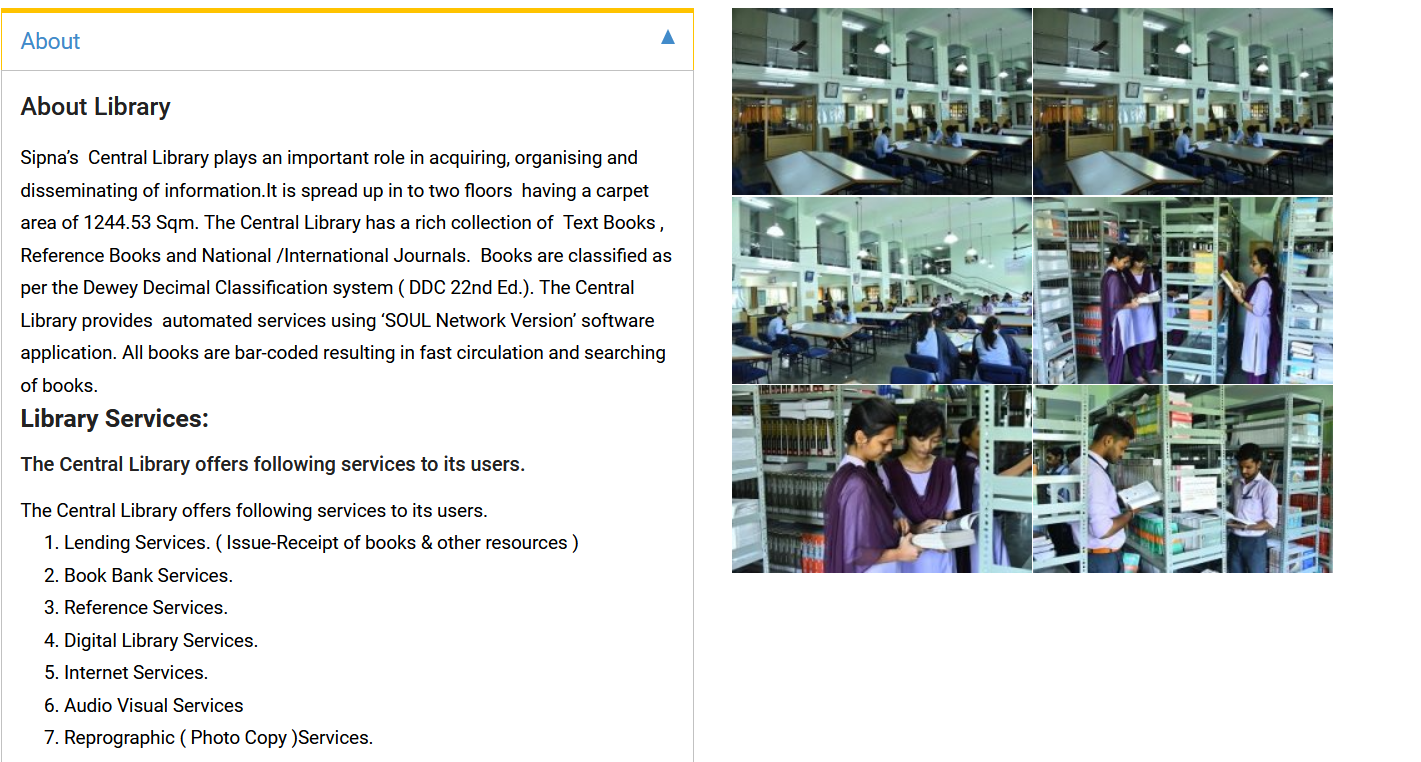 About
About Library
Sipna’s  Central Library plays an important role in acquiring, organising and
disseminating of information.It is spread up in to two floors  having a carpet
area of 1244.53 Sqm. The Central Library has a rich collection of  Text Books ,
Reference Books and National /International Journals.  Books are classified as
per the Dewey Decimal Classification system ( DDC 22nd Ed.). The Central
Library provides  automated services using ‘SOUL Network Version’ software
application. All books are bar-coded resulting in fast circulation and searching
of books.
Library Services:
The Central Library offers following services to its users.
The Central Library offers following services to its users.
1. Lending Services. ( Issue-Receipt of books & other resources )
2. Book Bank Services.
3. Reference Services.
4. Digital Library Services.
5. Internet Services.
6. Audio Visual Services
7. Reprographic ( Photo Copy )Services.